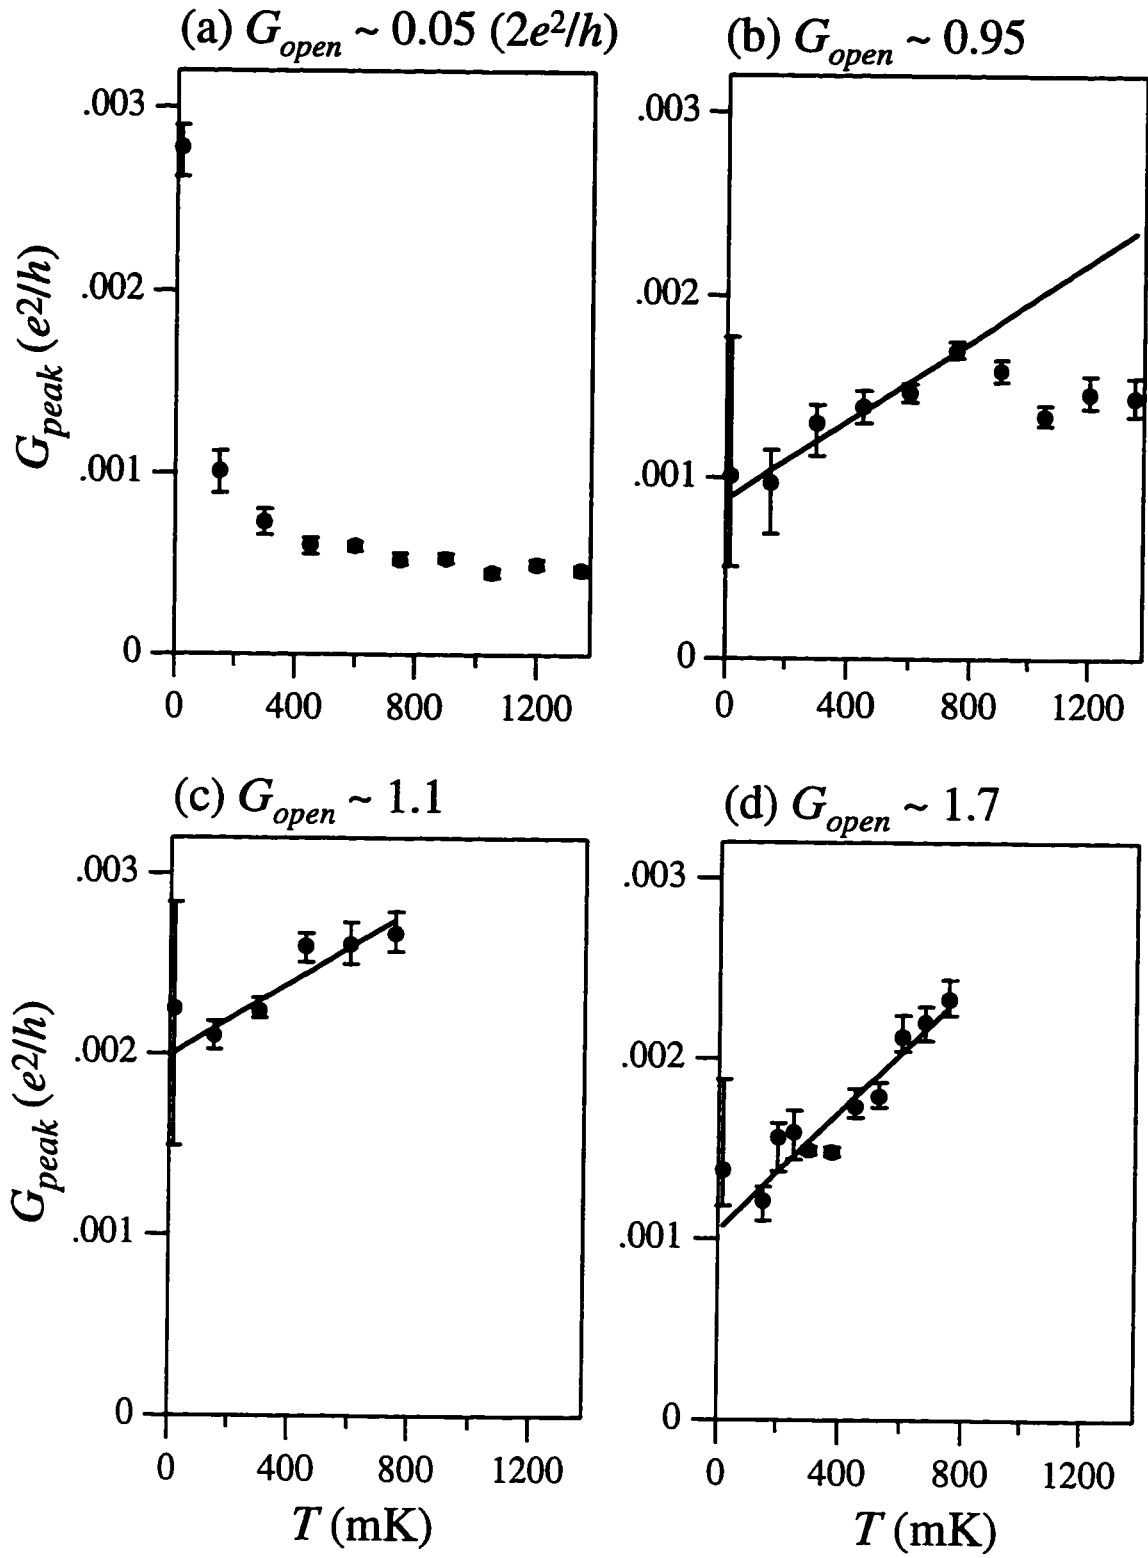 (a) G_open ~ 0.05 (2e²/h)
(b) G_open ~ 0.95
.003
.002
.001
0
G_peak (e²/h)
0 400 800 1200
.003
.002
.001
0
0 400 800 1200
(c) G_open ~ 1.1
(d) G_open ~ 1.7
.003
.002
.001
0
G_peak (e²/h)
0 400 800 1200
T (mK)
.003
.002
.001
0
0 400 800 1200
T (mK)